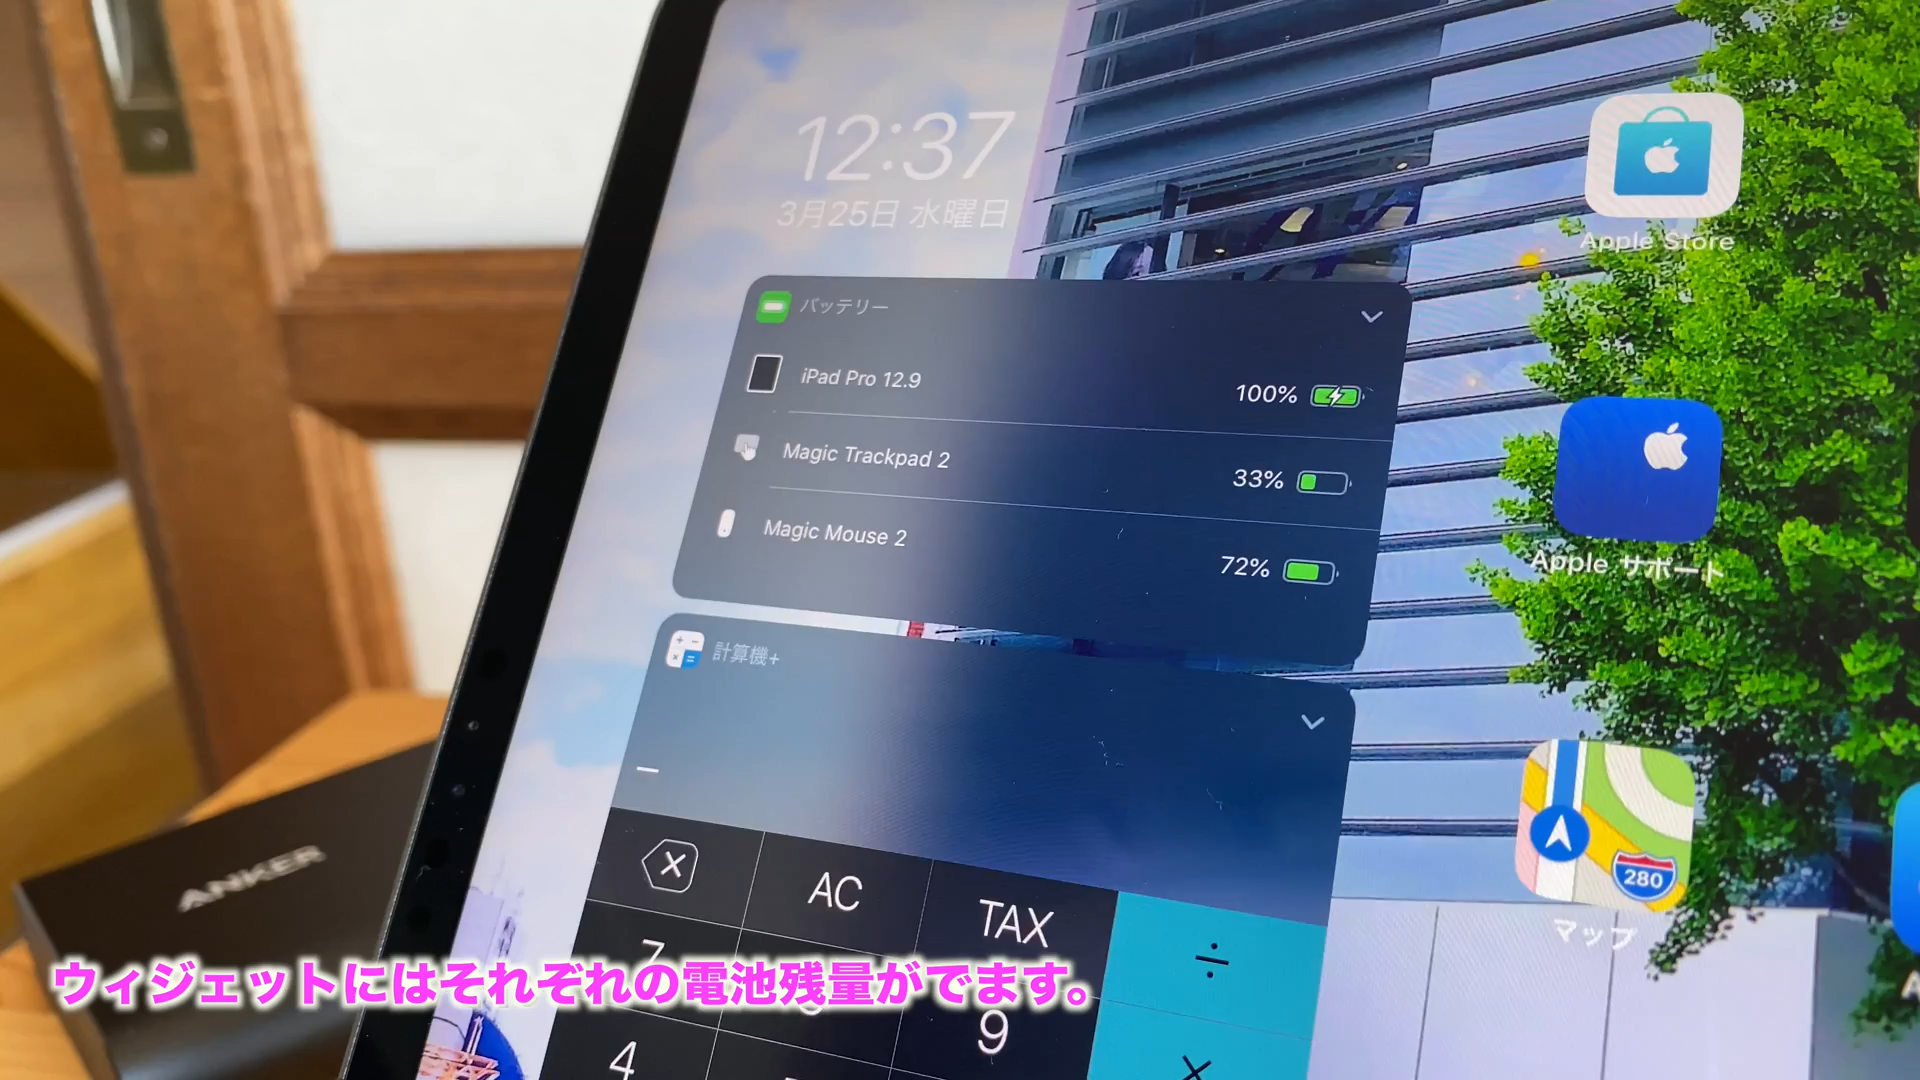 12:37
3月25日 水曜日
バッテリー
iPad Pro 12.9
100%
Magic Trackpad 2
33%
Magic Mouse 2
72%
計算機+
AC
TAX
÷
7
9
4
×
Apple Store
Apple サポート
280
マップ
ANKER
ウィジェットにはそれぞれの電池残量がでます。